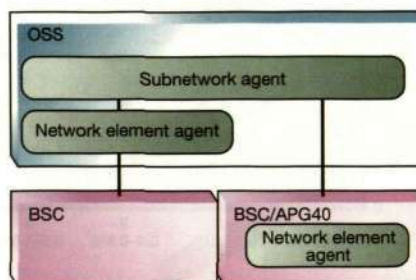 OSS
Subnetwork agent
Network element agent
BSC
BSC/APG40
Network element
agent